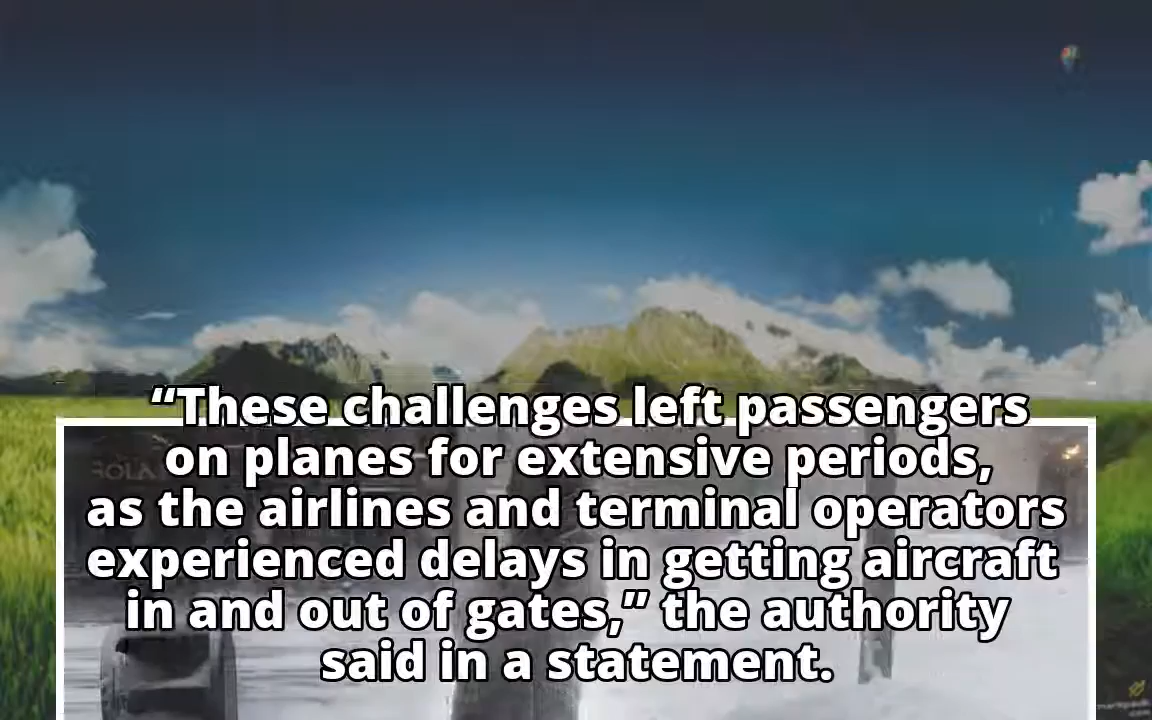 “These challenges left passengers
on planes for extensive periods,
as the airlines and terminal operators
experienced delays in getting aircraft
in and out of gates,” the authority
said in a statement.